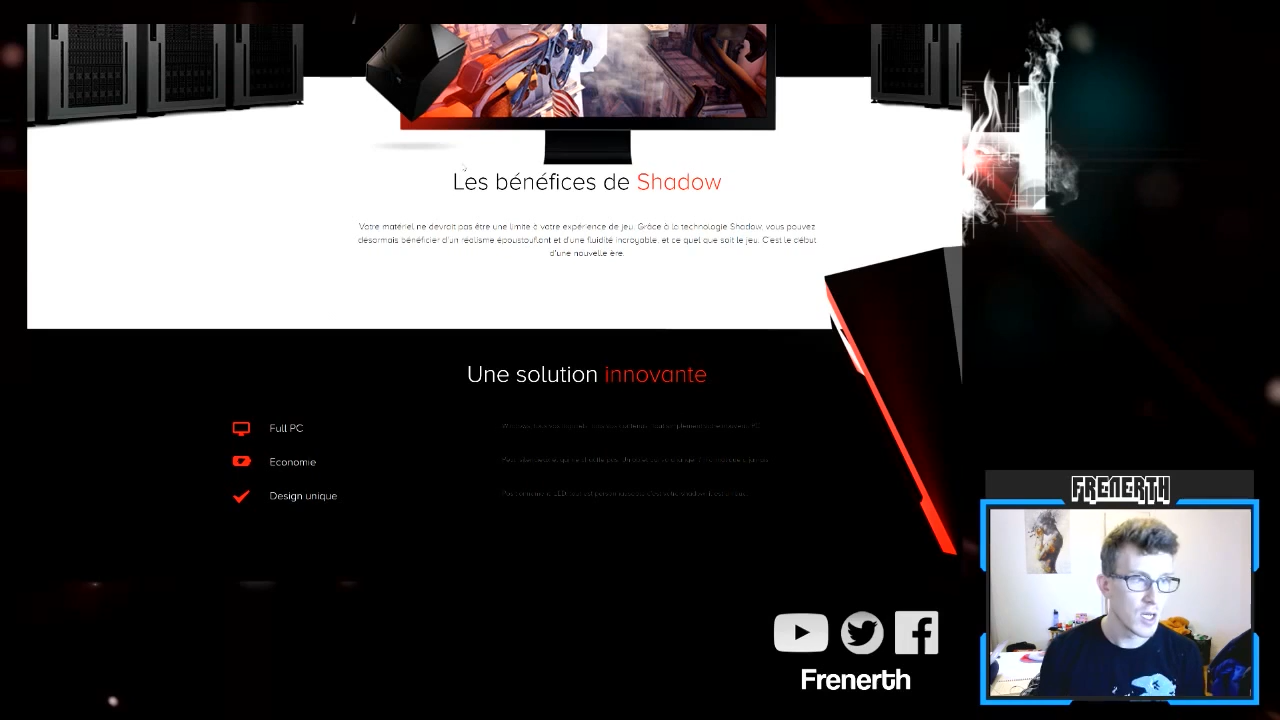 Les bénéfices de Shadow
Votre matériel ne devrait pas être une limite à votre expérience de jeu. Grâce à la technologie Shadow, vous pouvez
désormais bénéficier d'un réalisme époustouflant et d'une fluidité incroyable, et ce quel que soit le jeu. C'est le début
d'une nouvelle ère.
Une solution innovante
Full PC
Economie
Design unique
FRENERTH
Frenerth